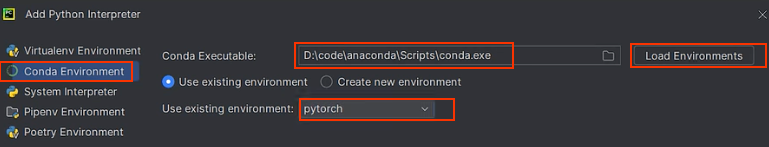 Add Python Interpreter
Virtualenv Environment
Conda Executable: D:\code\anaconda\Scripts\conda.exe Load Environments
Conda Environment
Use existing environment Create new environment
System Interpreter
Use existing environment: pytorch
Pipenv Environment
Poetry Environment